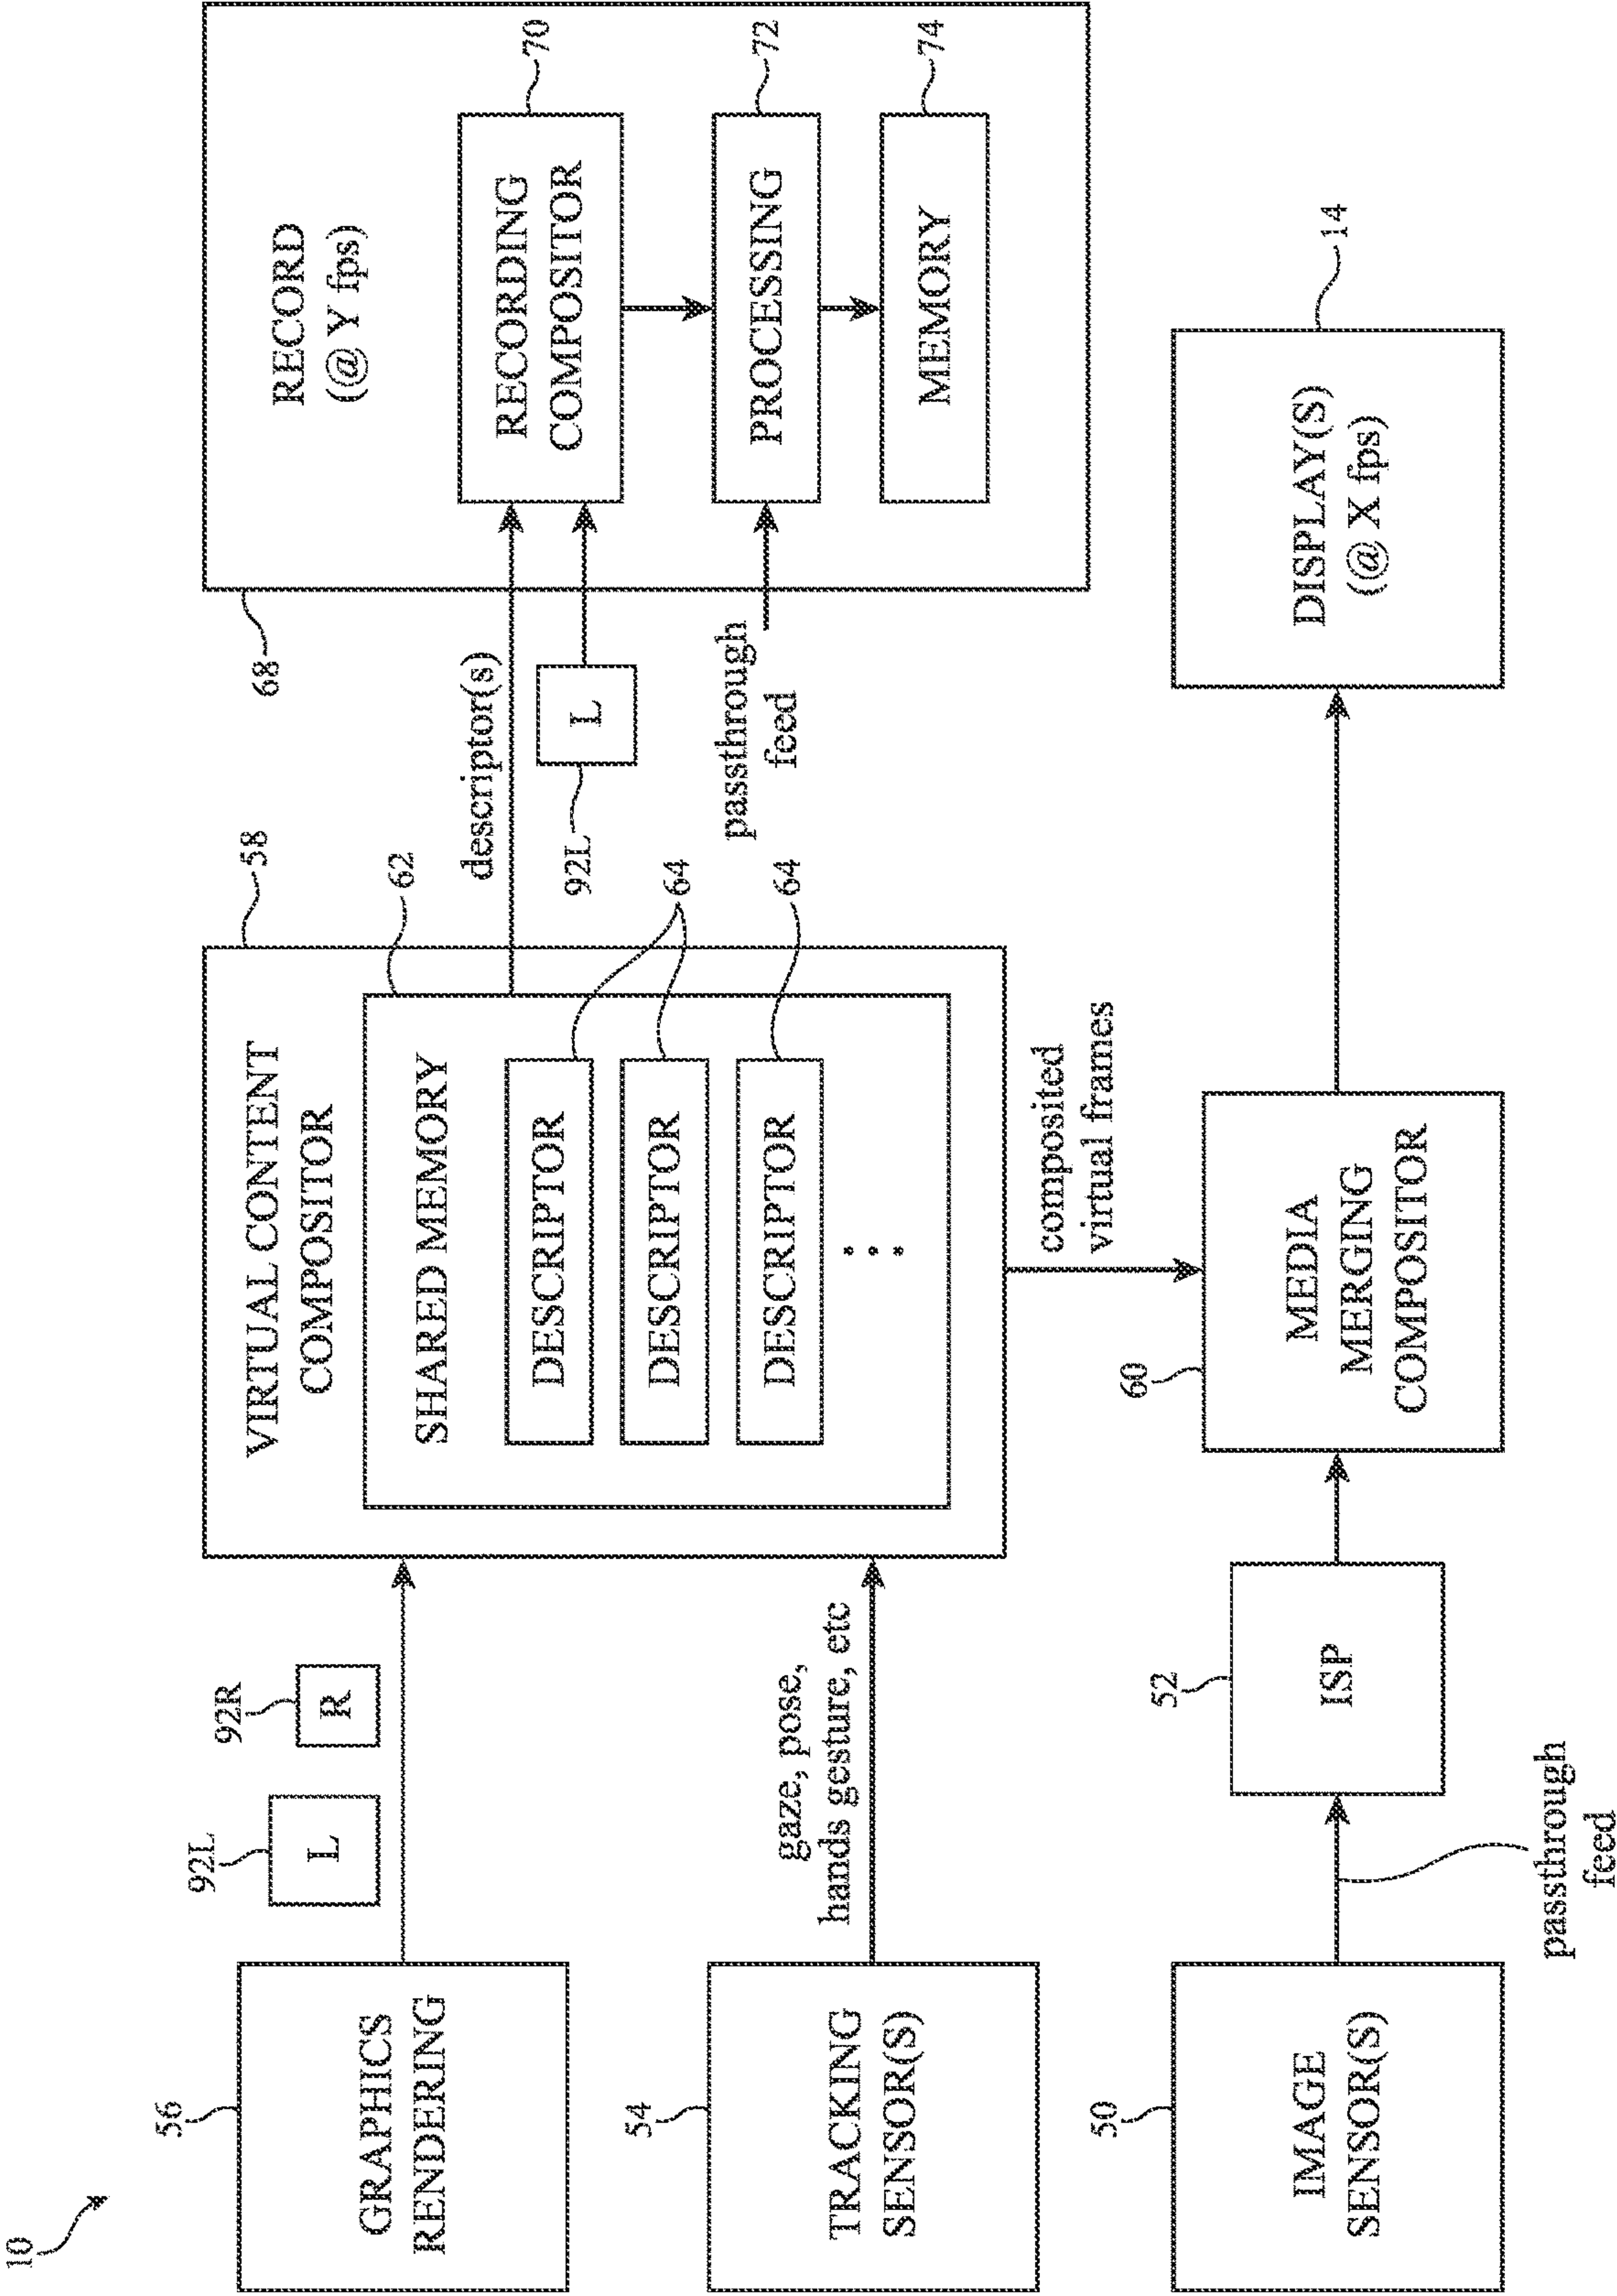 10
56
GRAPHICS
RENDERING
92L
L
92R
R
58
VIRTUAL CONTENT
COMPOSITOR
62
SHARED MEMORY
DESCRIPTOR
DESCRIPTOR
DESCRIPTOR
64
64
descriptor(s)
L
92L
passthrough
feed
68
RECORD
(@ Y fps)
RECORDING
COMPOSITOR
70
PROCESSING
72
MEMORY
74
54
TRACKING
SENSOR(S)
gaze, pose,
hands gesture, etc
composited
virtual frames
50
IMAGE
SENSOR(S)
passthrough
feed
52
ISP
60
MEDIA
MERGING
COMPOSITOR
DISPLAY(S)
(@ X fps)
14